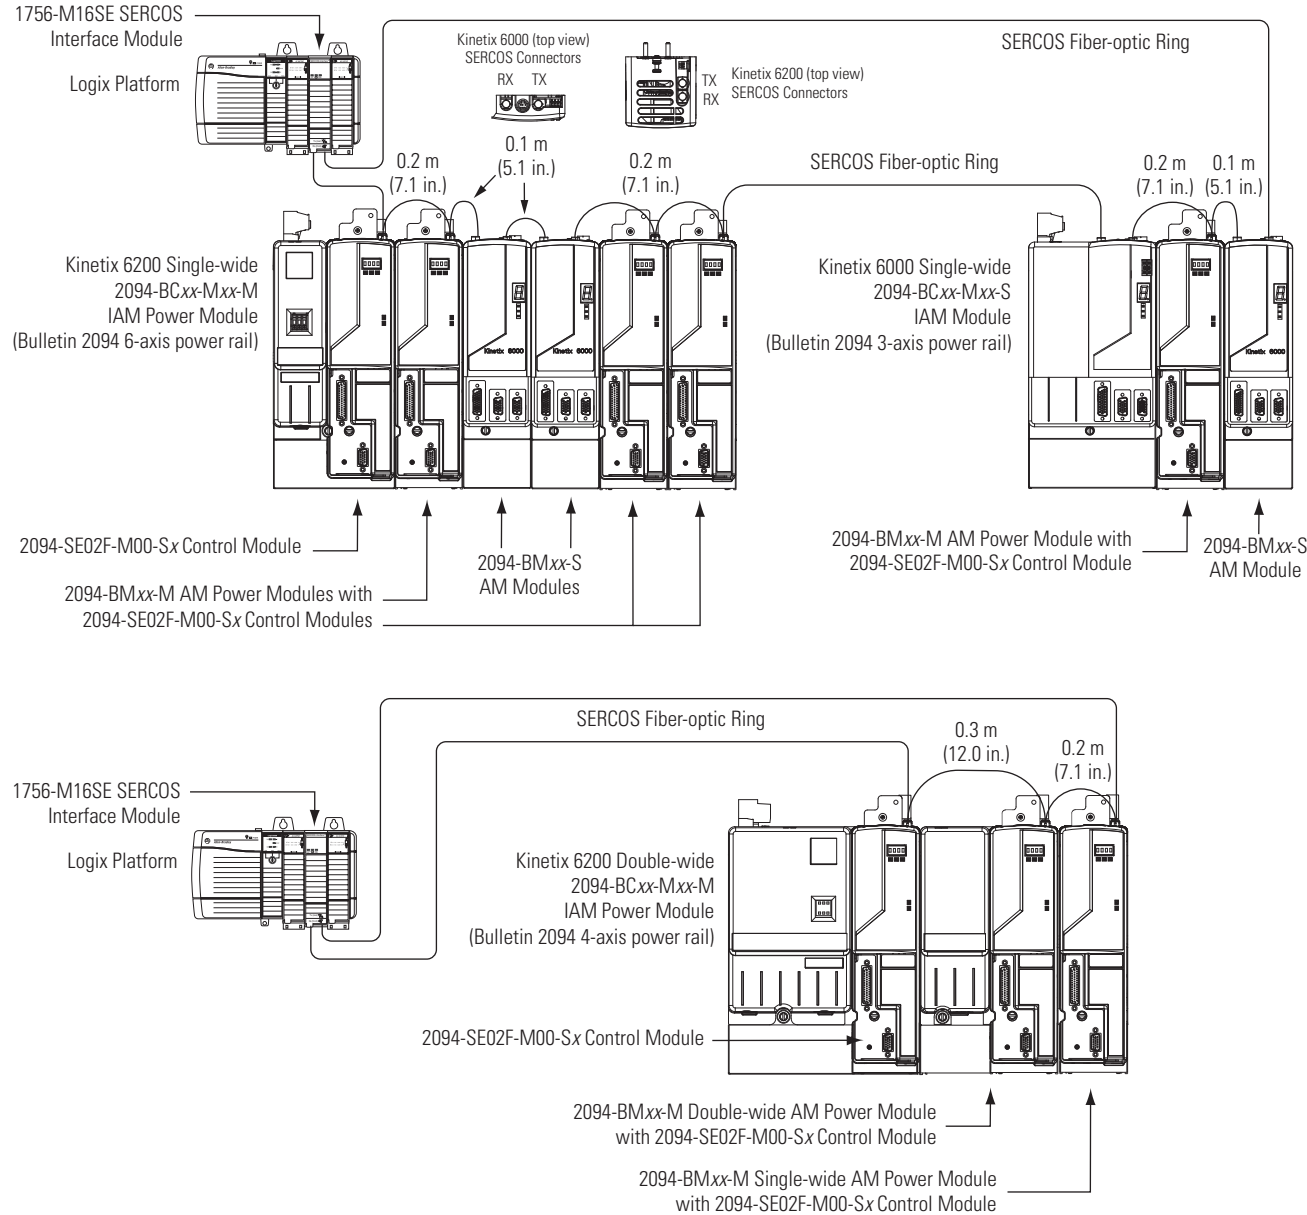 1756-M16SE SERCOS
Interface Module
Logix Platform
Kinetix 6000 (top view)
SERCOS Connectors
RX TX
TX
RX
Kinetix 6200 (top view)
SERCOS Connectors
SERCOS Fiber-optic Ring
0.2 m
(7.1 in.)
0.1 m
(5.1 in.)
0.2 m
(7.1 in.)
SERCOS Fiber-optic Ring
0.2 m
(7.1 in.)
0.1 m
(5.1 in.)
Kinetix 6200 Single-wide
2094-BCxx-Mxx-M
IAM Power Module
(Bulletin 2094 6-axis power rail)
Kinetix 6000
Kinetix 6000
Kinetix 6000 Single-wide
2094-BCxx-Mxx-S
IAM Module
(Bulletin 2094 3-axis power rail)
Kinetix 6000
2094-SE02F-M00-Sx Control Module
2094-BMxx-M AM Power Modules with
2094-SE02F-M00-Sx Control Modules
2094-BMxx-S
AM Modules
2094-BMxx-M AM Power Module with
2094-SE02F-M00-Sx Control Module
2094-BMxx-S
AM Module
SERCOS Fiber-optic Ring
0.3 m
(12.0 in.)
0.2 m
(7.1 in.)
1756-M16SE SERCOS
Interface Module
Logix Platform
Kinetix 6200 Double-wide
2094-BCxx-Mxx-M
IAM Power Module
(Bulletin 2094 4-axis power rail)
2094-SE02F-M00-Sx Control Module
2094-BMxx-M Double-wide AM Power Module
with 2094-SE02F-M00-Sx Control Module
2094-BMxx-M Single-wide AM Power Module
with 2094-SE02F-M00-Sx Control Module